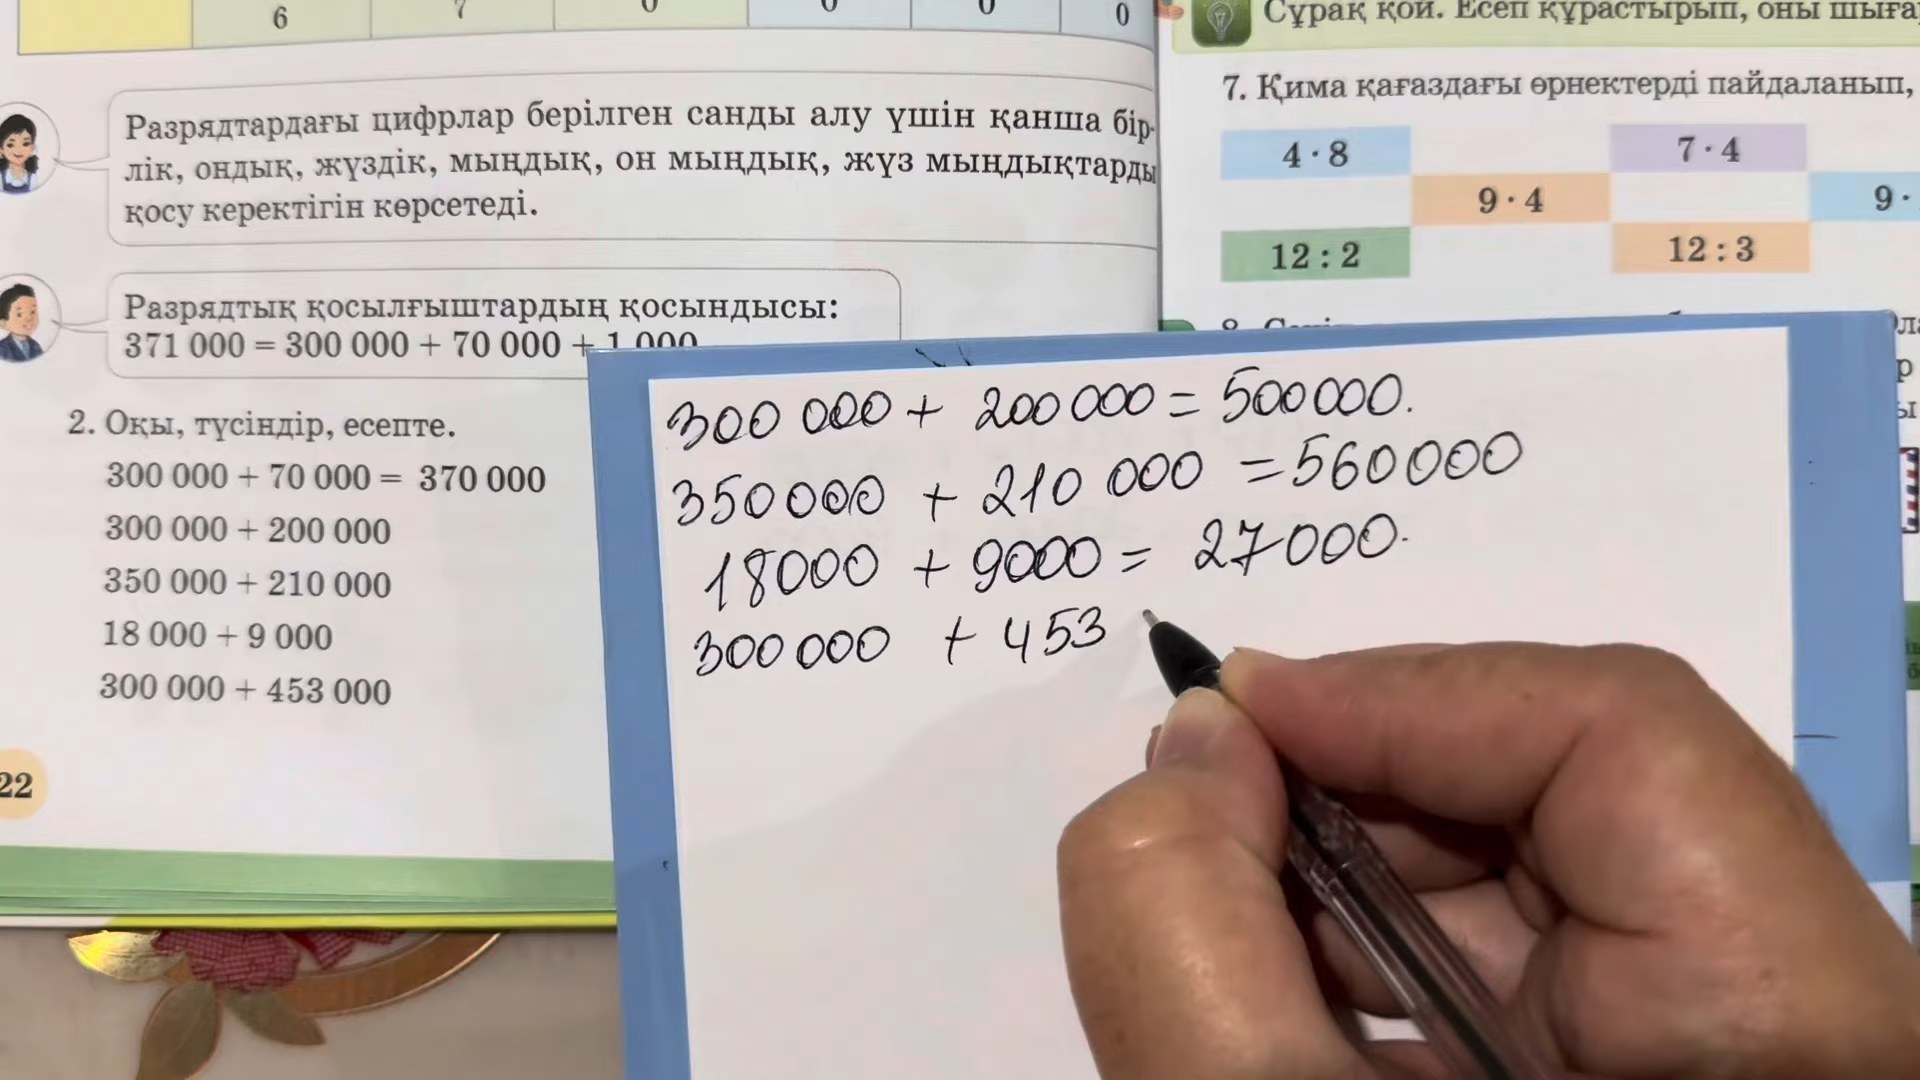 6 7 0 0 0 0
Разрядтардағы цифрлар берілген санды алу үшін қанша бір-
лік, ондық, жүздік, мыңдық, он мыңдық, жүз мыңдықтарды
қосу керектігін көрсетеді.
Разрядтық қосылғыштардың қосындысы:
371 000 = 300 000 + 70 000 + 1 000
2. Оқы, түсіндір, есепте.
300 000 + 70 000 = 370 000
300 000 + 200 000
350 000 + 210 000
18 000 + 9 000
300 000 + 453 000
22
Сұрақ қой. Есеп құрастырып, оны
7. Қима қағаздағы өрнектерді пайдаланып,
4 · 8 7 · 4
9 · 4 9 ·
12 : 2 12 : 3
300 000 + 200 000 = 500 000.
350 000 + 210 000 = 560 000
18000 + 9000 = 27 000.
300 000 + 453